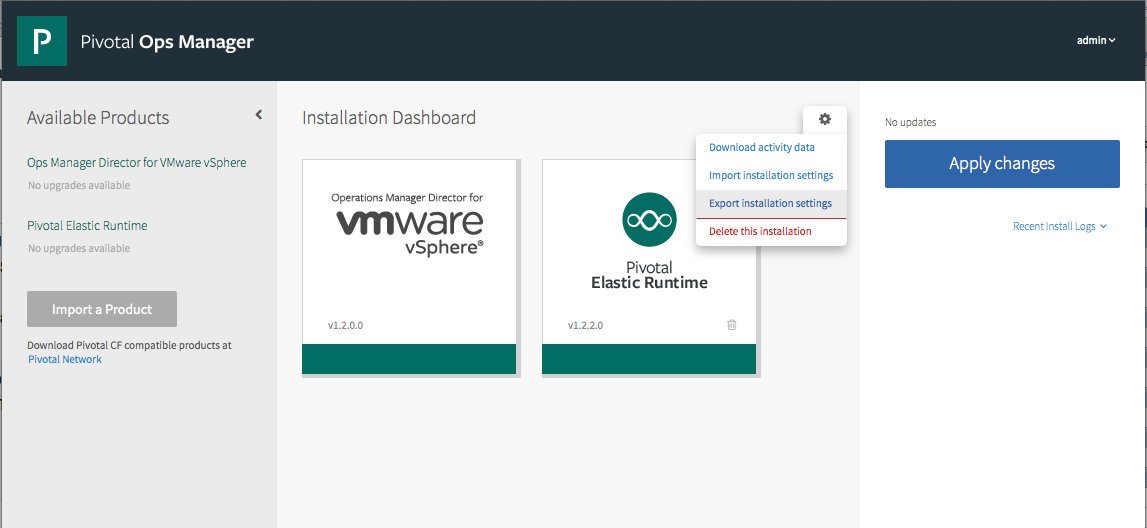 P
Pivotal Ops Manager
admin
Available Products
Ops Manager Director for VMware vSphere
No upgrades available
Pivotal Elastic Runtime
No upgrades available
Import a Product
Download Pivotal CF compatible products at
Pivotal Network
Installation Dashboard
Operations Manager Director for
vmware
vSphere®
v1.2.0.0
Pivotal
Elastic Runtime
v1.2.2.0
Download activity data
Import installation settings
Export installation settings
Delete this installation
No updates
Apply changes
Recent Install Logs